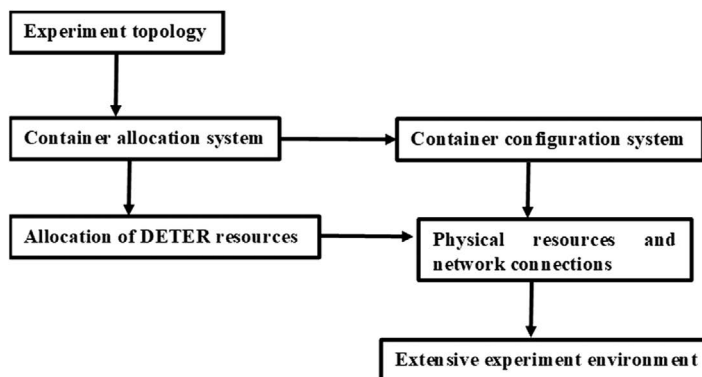 Experiment topology
Container allocation system
Container configuration system
Allocation of DETER resources
Physical resources and
network connections
Extensive experiment environment